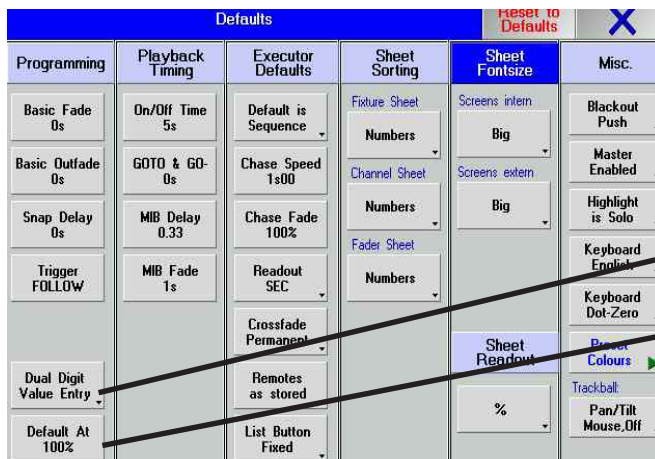 Defaults
Reset to
Defaults
X
Programming
Basic Fade
0s
Basic Outfade
0s
Snap Delay
0s
Trigger
FOLLOW
Dual Digit
Value Entry
Default At
100%
Playback
Timing
On/Off Time
5s
GOTO & GO-
0s
MIB Delay
0.33
MIB Fade
1s
Executor
Defaults
Default is
Sequence
Chase Speed
1s00
Chase Fade
100%
Readout
SEC
Crossfade
Permanent
Remotes
as stored
List Button
Fixed
Sheet
Sorting
Fixture Sheet
Numbers
Channel Sheet
Numbers
Fader Sheet
Numbers
Sheet
Fontsize
Screens intern
Big
Screens extern
Big
Sheet
Readout
%
Misc.
Blackout
Push
Master
Enabled
Highlight
is Solo
Keyboard
English
Keyboard
Dot-Zero
Preset
Colours
Trackball:
Pan/Tilt
Mouse,Off